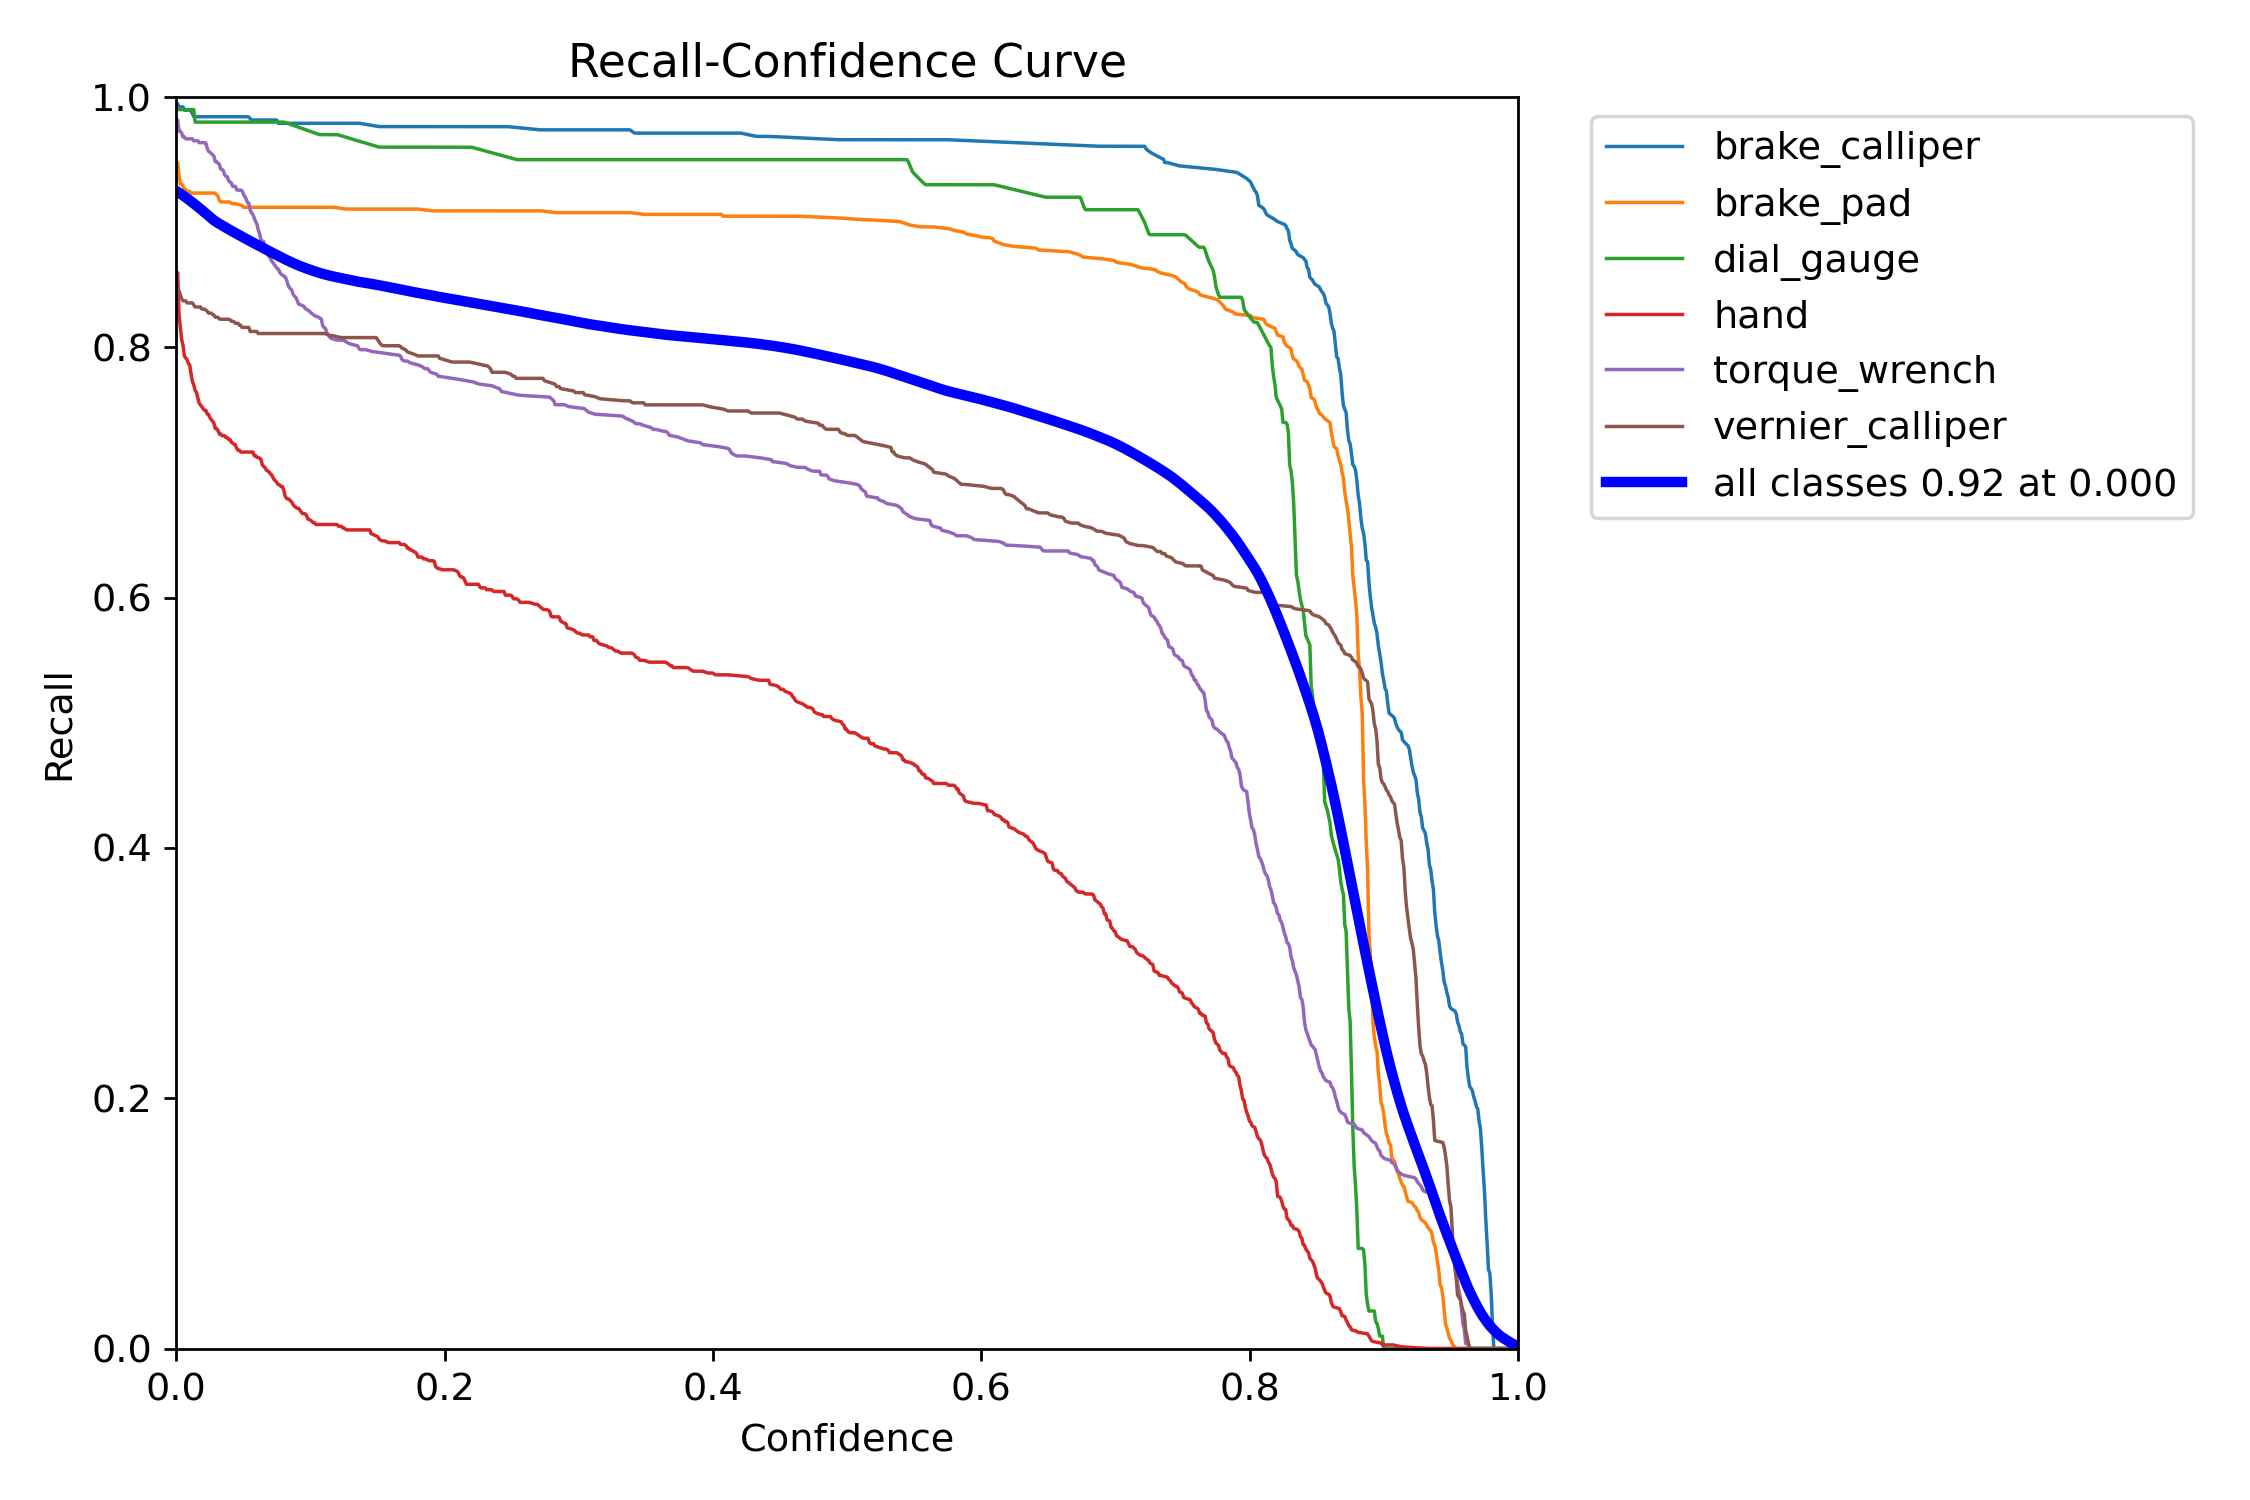 Recall-Confidence Curve
1.0
0.8
0.6
0.4
0.2
0.0
Recall
0.0 0.2 0.4 0.6 0.8 1.0
Confidence
brake_calliper
brake_pad
dial_gauge
hand
torque_wrench
vernier_calliper
all classes 0.92 at 0.000